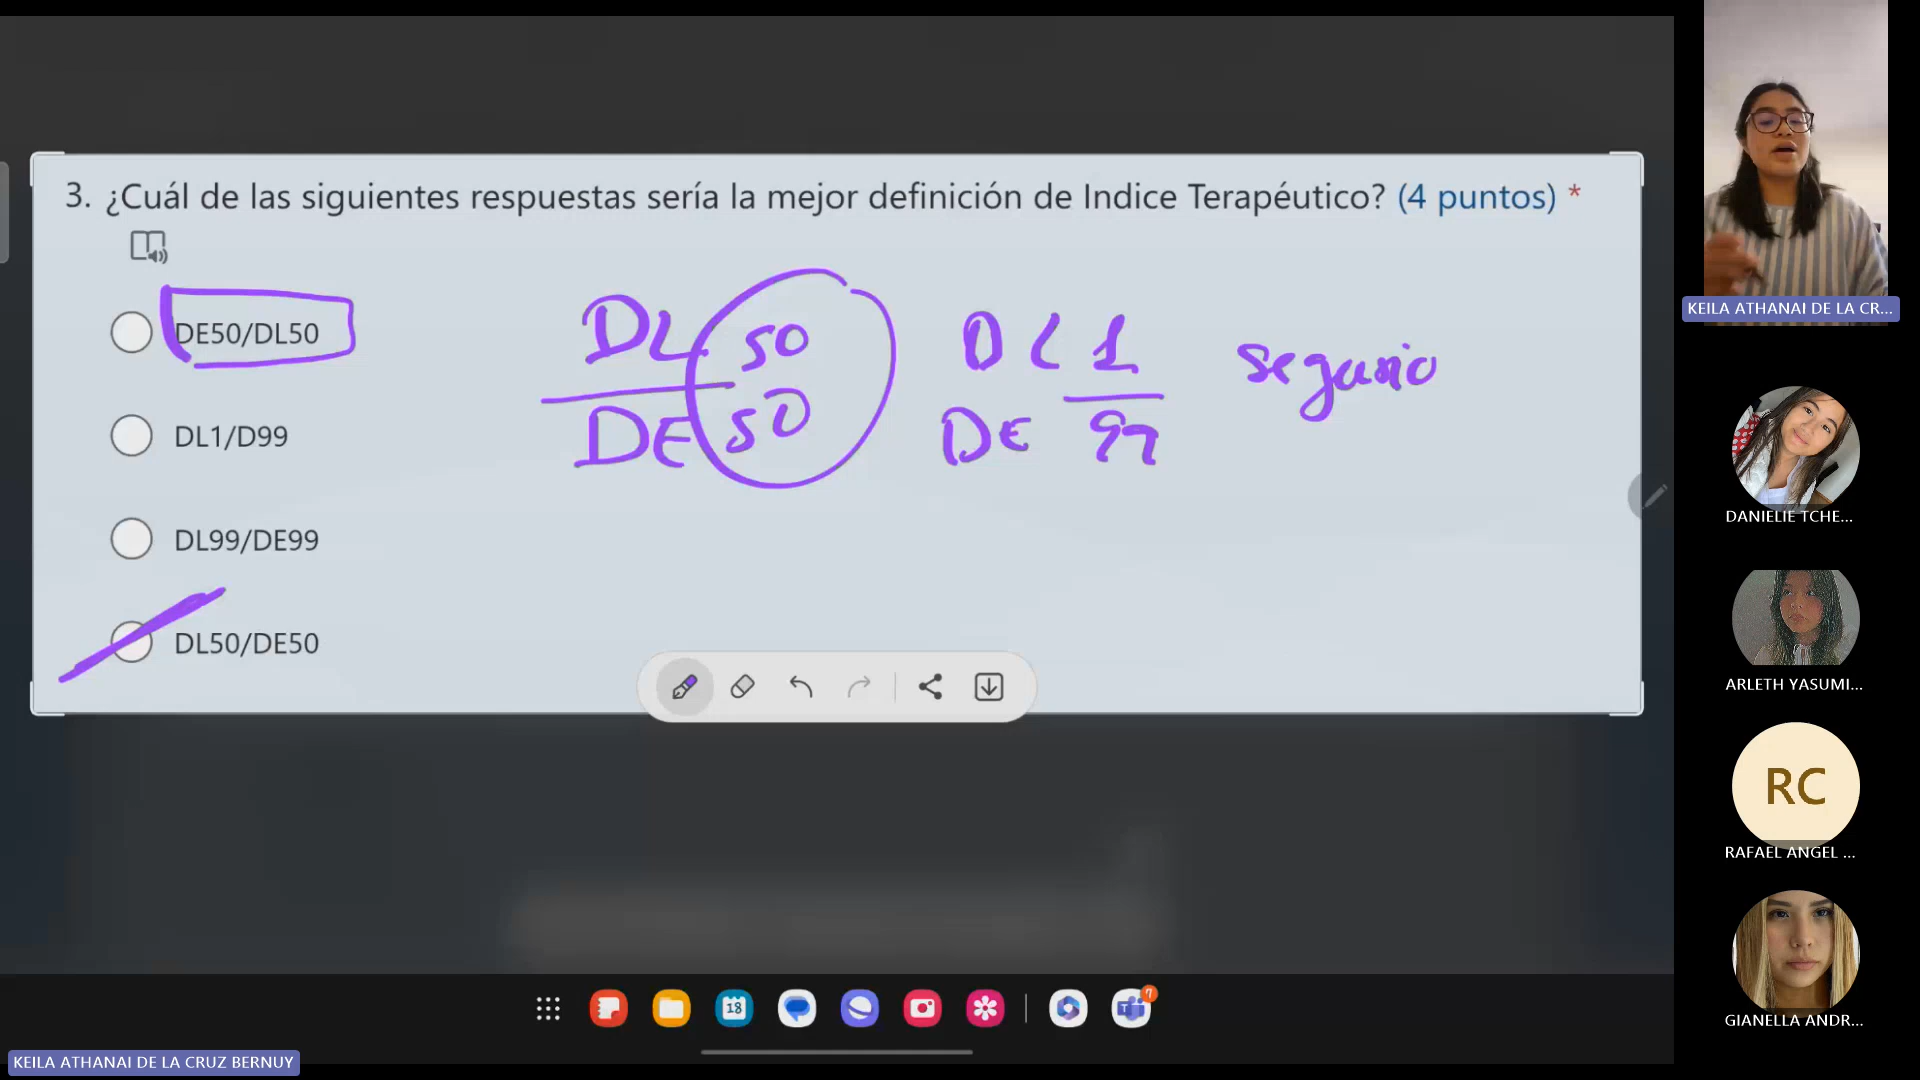 3. ¿Cuál de las siguientes respuestas sería la mejor definición de Indice Terapéutico? (4 puntos) *
DE50/DL50
DL1/D99
DL99/DE99
DL50/DE50
DL 50
DE 50
DL 1
DE 99
18
7
KEILA ATHANAI DE LA CR...
DANIELIE TCHE...
ARLETH YASUMI...
RC
RAFAEL ANGEL ...
GIANELLA ANDR...
KEILA ATHANAI DE LA CRUZ BERNUY